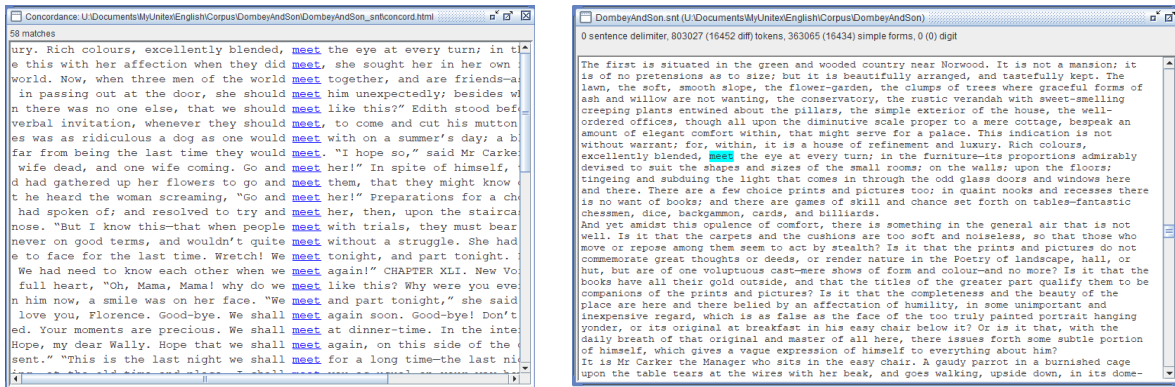 Concordance: U:\Documents\MyUnitex\English\Corpus\DombeyAndSon\DombeyAndSon_snt\concord.html
58 matches
ury. Rich colours, excellently blended, meet the eye at every turn; in th
e this with her affection when they did meet, she sought her in her own
world. Now, when three men of the world meet together, and are friends—a
in passing out at the door, she should meet him unexpectedly; besides wh
n there was no one else, that we should meet like this?” Edith stood befo
verbal invitation, whenever they should meet, to come and cut his mutton
es was as ridiculous a dog as one would meet with on a summer's day; a bi
far from being the last time they would meet. “I hope so,” said Mr Carke
wife dead, and one wife coming. Go and meet her!” In spite of himself,
d had gathered up her flowers to go and meet them, that they might know
t he heard the woman screaming, “Go and meet her!” Preparations for a cho
had spoken of; and resolved to try and meet her, then, upon the stairca
nose. “But I know this—that when people meet with trials, they must bear
never on good terms, and wouldn't quite meet without a struggle. She had
e to face for the last time. Wretch! We meet tonight, and part tonight.
We had need to know each other when we meet again!” CHAPTER XLI. New Vo
full heart, “Oh, Mama, Mama! why do we meet like this? Why were you eve
n him now, a smile was on her face. “We meet and part tonight,” she said
love you, Florence. Good-bye. We shall meet again soon. Good-bye! Don't
ed. Your moments are precious. We shall meet at dinner-time. In the inte
Hope, my dear Wally. Hope that we shall meet again, on this side of the
sent.” “This is the last night we shall meet for a long time—the last ni
DombeyAndSon.snt (U:\Documents\MyUnitex\English\Corpus\DombeyAndSon)
0 sentence delimiter, 803027 (16452 diff) tokens, 363065 (16434) simple forms, 0 (0) digit
The first is situated in the green and wooded country near Norwood. It is not a mansion; it
is of no pretensions as to size; but it is beautifully arranged, and tastefully kept. The
lawn, the soft, smooth slope, the flower-garden, the clumps of trees where graceful forms of
ash and willow are not wanting, the conservatory, the rustic verandah with sweet-smelling
creeping plants entwined about the pillars, the simple exterior of the house, the well-
ordered offices, though all upon the diminutive scale proper to a mere cottage, bespeak an
amount of elegant comfort within, that might serve for a palace. This indication is not
without warrant; for, within, it is a house of refinement and luxury. Rich colours,
excellently blended, meet the eye at every turn; in the furniture—its proportions admirably
devised to suit the shapes and sizes of the small rooms; on the walls; upon the floors;
tingeing and subduing the light that comes in through the odd glass doors and windows here
and there. There are a few choice prints and pictures too; in quaint nooks and recesses there
is no want of books; and there are games of skill and chance set forth on tables—fantastic
chessmen, dice, backgammon, cards, and billiards.
And yet amidst this opulence of comfort, there is something in the general air that is not
well. Is it that the carpets and the cushions are too soft and noiseless, so that those who
move or repose among them seem to act by stealth? Is it that the prints and pictures do not
commemorate great thoughts or deeds, or render nature in the Poetry of landscape, hall, or
hut, but are of one voluptuous cast—mere shows of form and colour—and no more? Is it that the
books have all their gold outside, and that the titles of the greater part qualify them to be
companions of the prints and pictures? Is it that the completeness and the beauty of the
place are here and there belied by an affectation of humility, in some unimportant and
inexpensive regard, which is as false as the face of the too truly painted portrait hanging
yonder, or its original at breakfast in his easy chair below it? Or is it that, with the
daily breath of that original and master of all here, there issues forth some subtle portion
of himself, which gives a vague expression of himself to everything about him?
It is Mr Carker the Manager who sits in the easy chair. A gaudy parrot in a burnished cage
upon the table tears at the wires with her beak, and goes walking, upside down, in its dome-